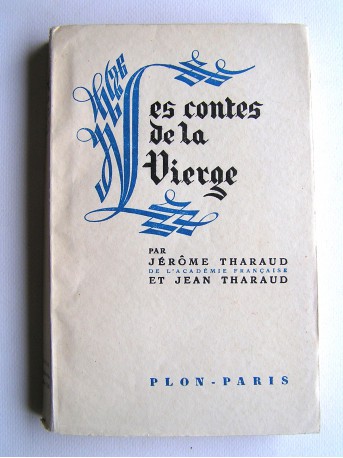 Les contes
de la
Vierge
PAR
JÉRÔME THARAUD
DE L'ACADÉMIE FRANÇAISE
ET JEAN THARAUD
PLON - PARIS